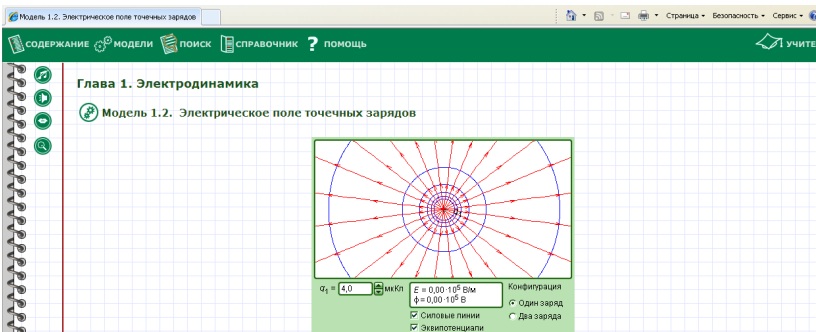 Модель 1.2. Электрическое поле точечных зарядов
Страница Безопасность Сервис
СОДЕРЖАНИЕ МОДЕЛИ ПОИСК СПРАВОЧНИК ? ПОМОЩЬ УЧИТЕ
Глава 1. Электродинамика
Модель 1.2. Электрическое поле точечных зарядов
q₁ = 4,0 мкКл
E = 0,00·10⁵ В/м
φ = 0,00·10⁵ В
Конфигурация
Один заряд
Два заряда
Силовые линии
Эквипотенциали